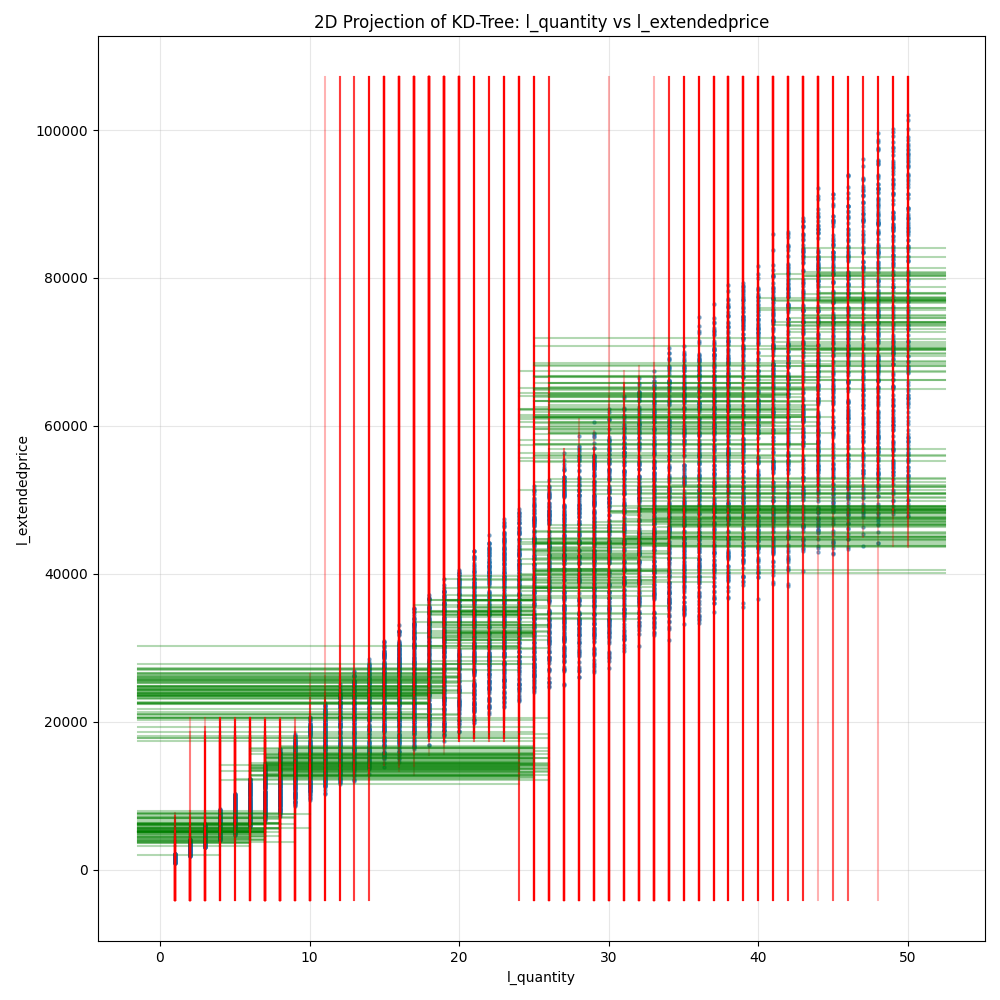 2D Projection of KD-Tree: l_quantity vs l_extendedprice
l_extendedprice
100000
80000
60000
40000
20000
0
0 10 20 30 40 50
l_quantity